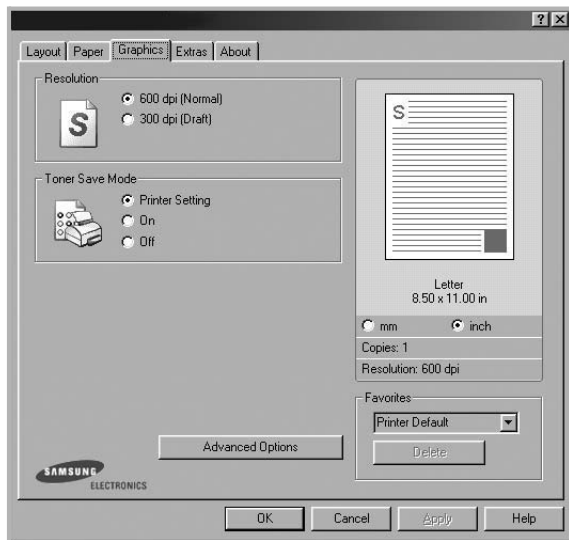 Layout Paper Graphics Extras About
Resolution
600 dpi (Normal)
300 dpi (Draft)
S
Toner Save Mode
Printer Setting
On
Off
S
Letter
8.50 x 11.00 in
mm inch
Copies: 1
Resolution: 600 dpi
Favorites
Printer Default
Delete
Advanced Options
SAMSUNG
ELECTRONICS
OK Cancel Apply Help